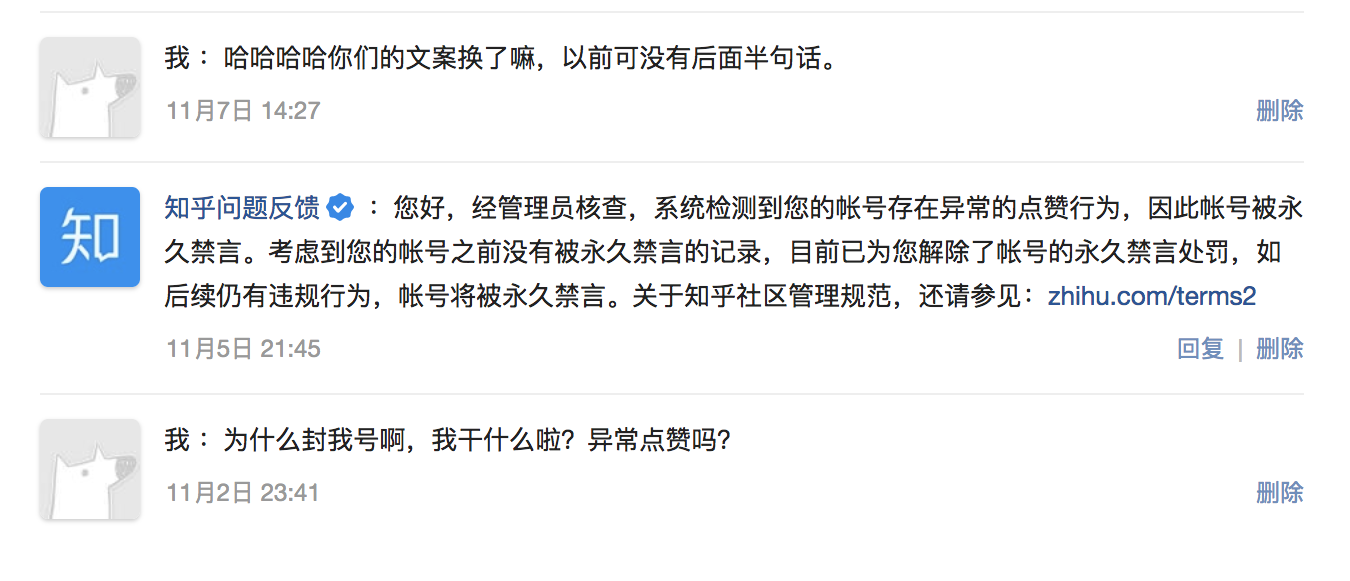 我：哈哈哈哈你们的文案换了嘛，以前可没有后面半句话。
11月7日 14:27
删除
知
知乎问题反馈 ：您好，经管理员核查，系统检测到您的帐号存在异常的点赞行为，因此帐号被永
久禁言。考虑到您的帐号之前没有被永久禁言的记录，目前已为您解除了帐号的永久禁言处罚，如
后续仍有违规行为，帐号将被永久禁言。关于知乎社区管理规范，还请参见：zhihu.com/terms2
11月5日 21:45
回复 | 删除
我：为什么封我号啊，我干什么啦？异常点赞吗？
11月2日 23:41
删除